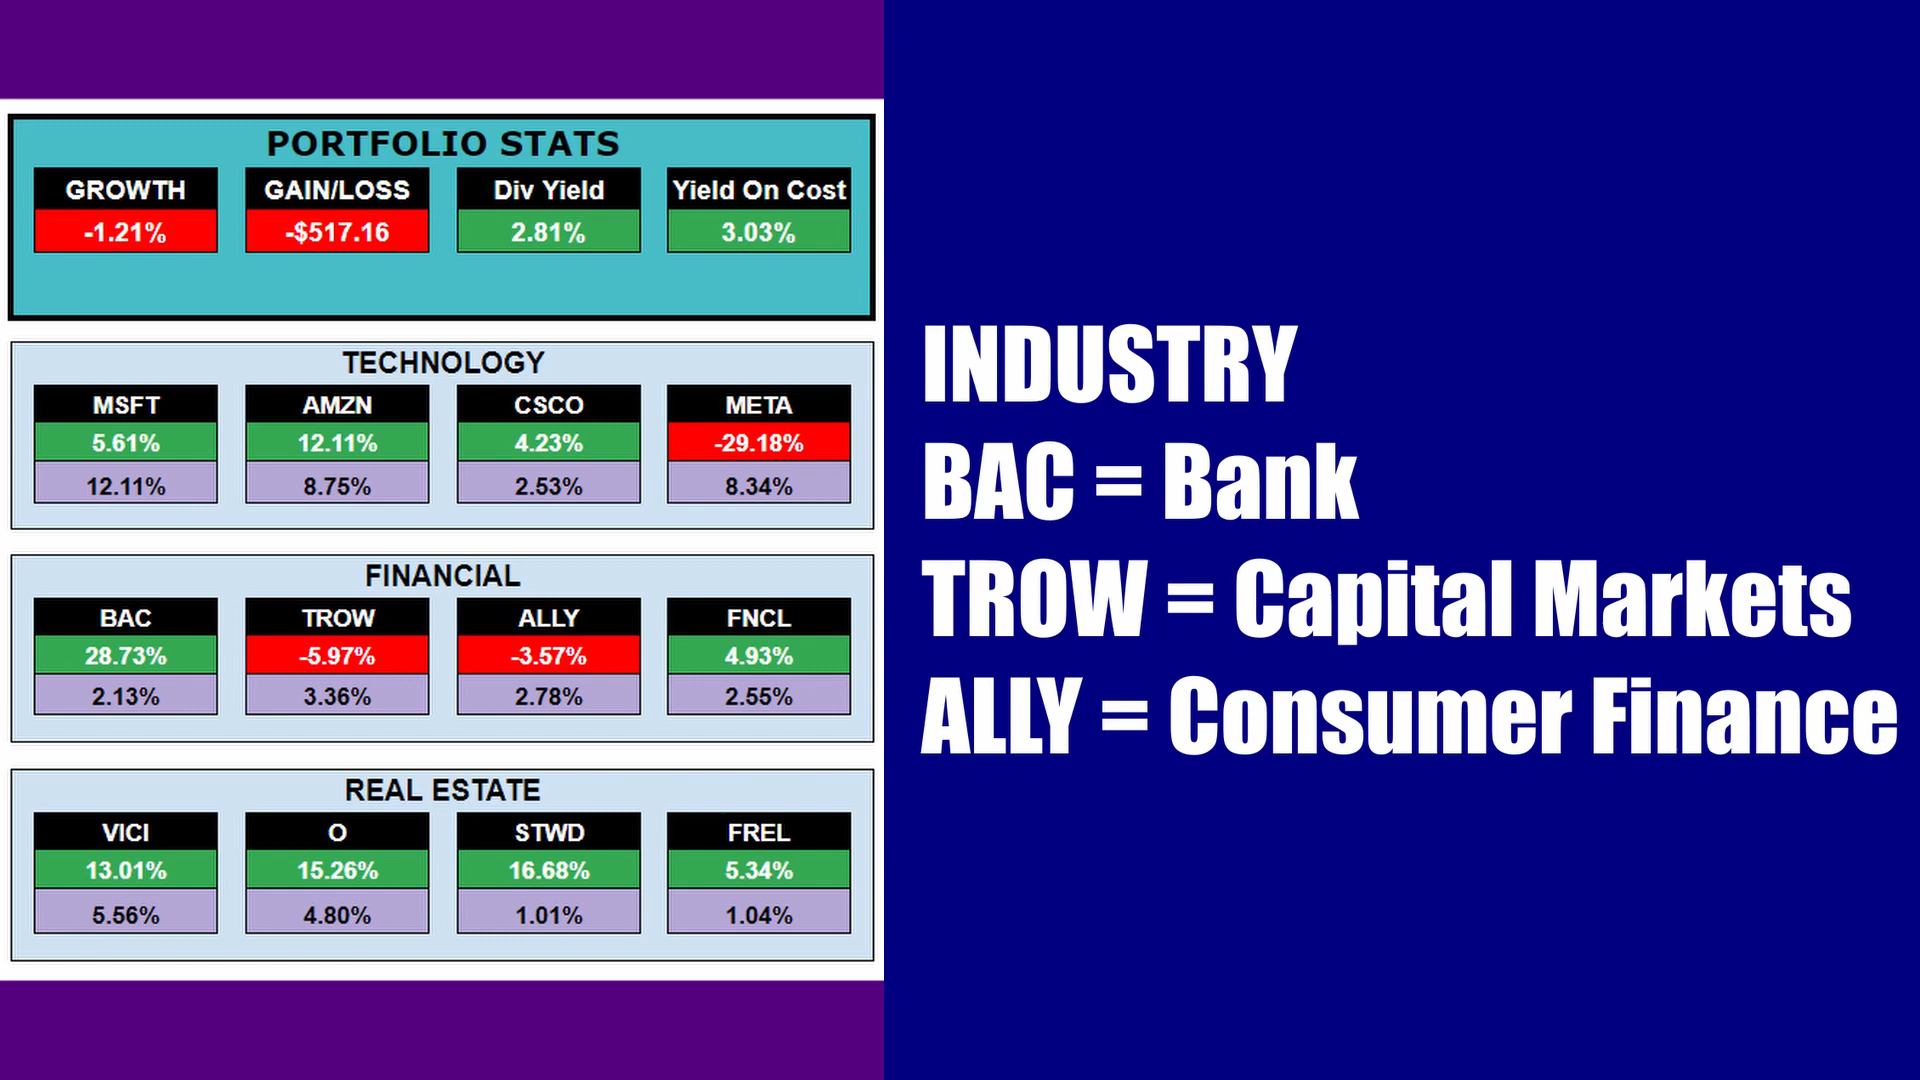 PORTFOLIO STATS
GROWTH GAIN/LOSS Div Yield Yield On Cost
-1.21% -$517.16 2.81% 3.03%
TECHNOLOGY
MSFT AMZN CSCO META
5.61% 12.11% 4.23% -29.18%
12.11% 8.75% 2.53% 8.34%
FINANCIAL
BAC TROW ALLY FNCL
28.73% -5.97% -3.57% 4.93%
2.13% 3.36% 2.78% 2.55%
REAL ESTATE
VICI O STWD FREL
13.01% 15.26% 16.68% 5.34%
5.56% 4.80% 1.01% 1.04%
INDUSTRY
BAC = Bank
TROW = Capital Markets
ALLY = Consumer Finance